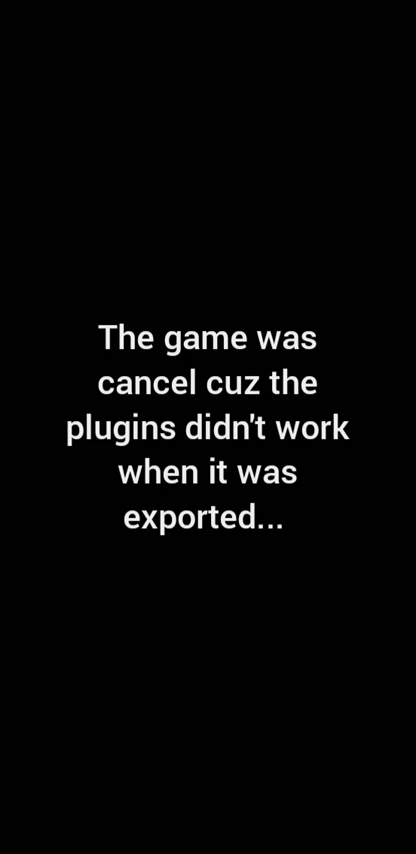 The game was
cancel cuz the
plugins didn't work
when it was
exported...